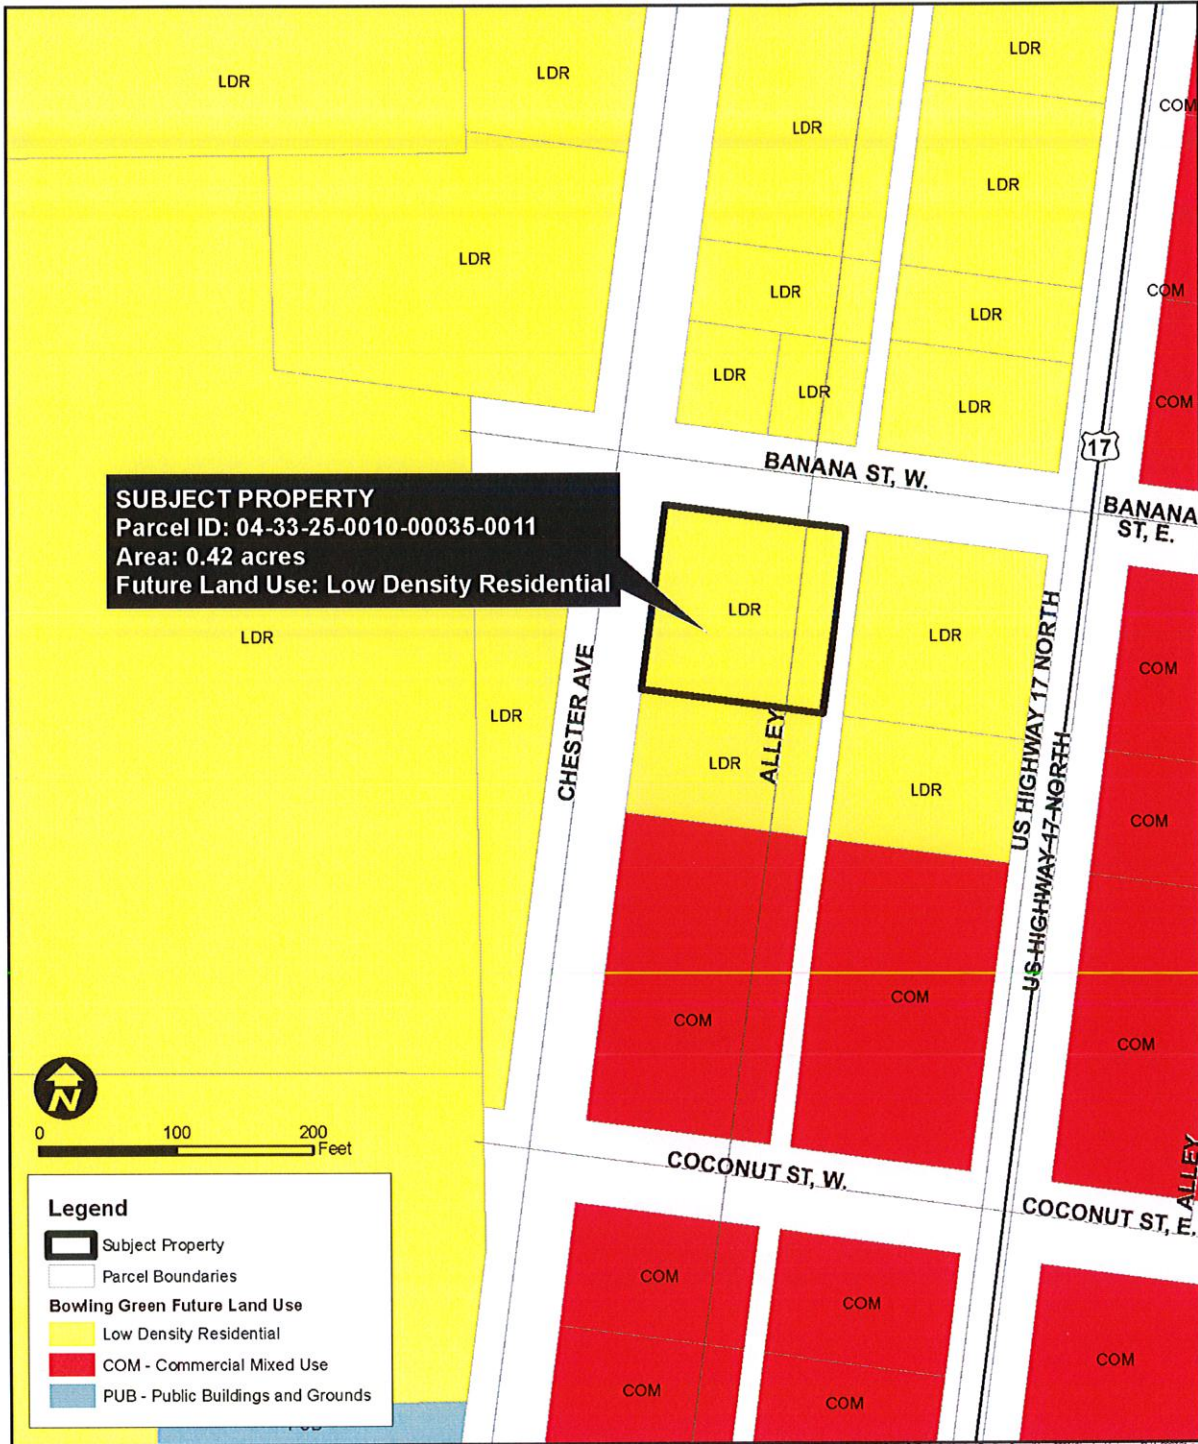 LDR
LDR
LDR
LDR
LDR
LDR
LDR
LDR
LDR
LDR
LDR
LDR
COM
COM
COM
17
BANANA ST, W.
BANANA
ST, E.
SUBJECT PROPERTY
Parcel ID: 04-33-25-0010-00035-0011
Area: 0.42 acres
Future Land Use: Low Density Residential
LDR
LDR
LDR
LDR
LDR
LDR
CHESTER AVE
ALLEY
US HIGHWAY 17 NORTH
US HIGHWAY 17 NORTH
COM
COM
COM
COM
COM
N
0 100 200
Feet
COCONUT ST, W.
COCONUT ST, E.
ALLEY
COM
COM
COM
COM
COM
Legend
Subject Property
Parcel Boundaries
Bowling Green Future Land Use
Low Density Residential
COM - Commercial Mixed Use
PUB - Public Buildings and Grounds
PUB